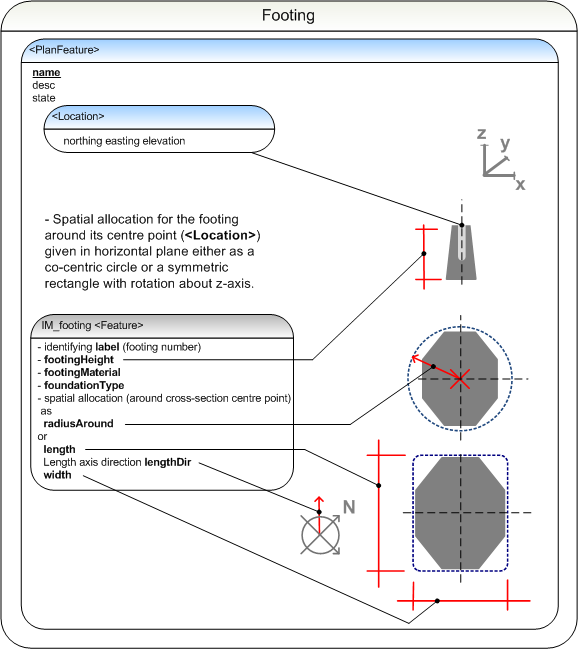 Footing
<PlanFeature>
name
desc
state
<Location>
northing easting elevation
z
y
x
- Spatial allocation for the footing
around its centre point (<Location>)
given in horizontal plane either as a
co-centric circle or a symmetric
rectangle with rotation about z-axis.
IM_footing <Feature>
- identifying label (footing number)
- footingHeight
- footingMaterial
- foundationType
- spatial allocation (around cross-section centre point)
as
radiusAround
or
length
Length axis direction lengthDir
width
N